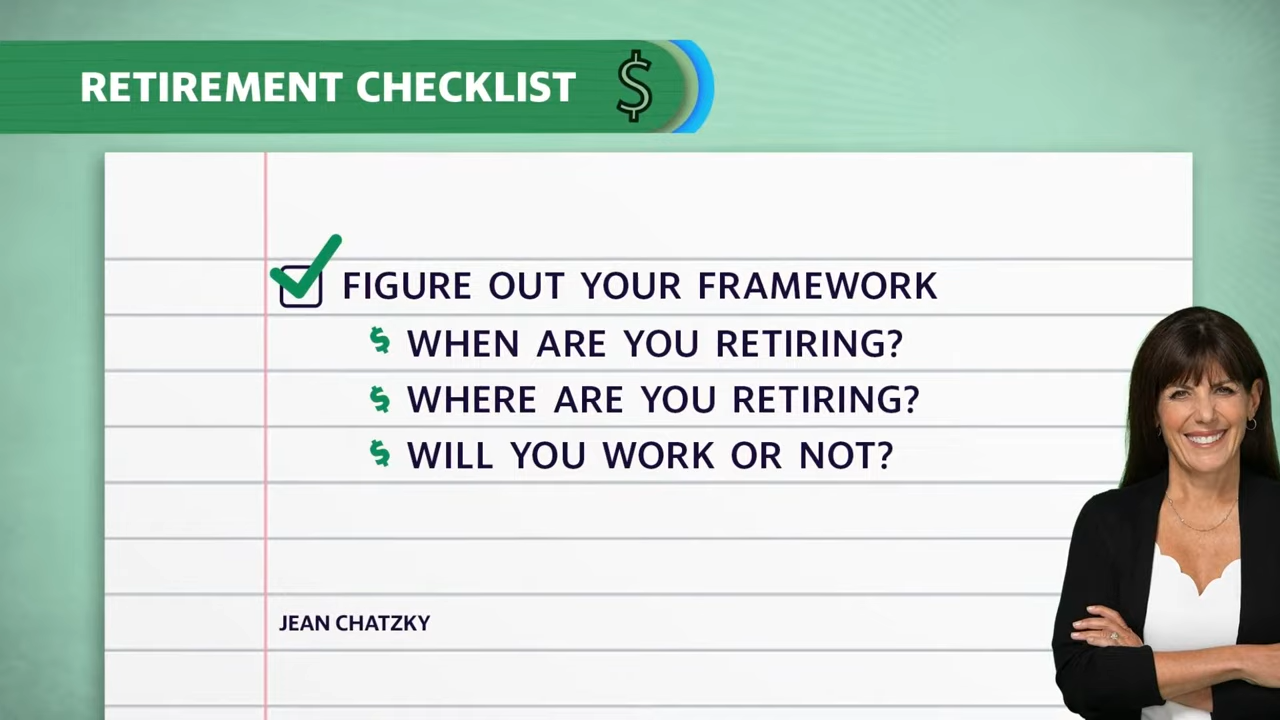 RETIREMENT CHECKLIST $
FIGURE OUT YOUR FRAMEWORK
$ WHEN ARE YOU RETIRING?
$ WHERE ARE YOU RETIRING?
$ WILL YOU WORK OR NOT?
JEAN CHATZKY